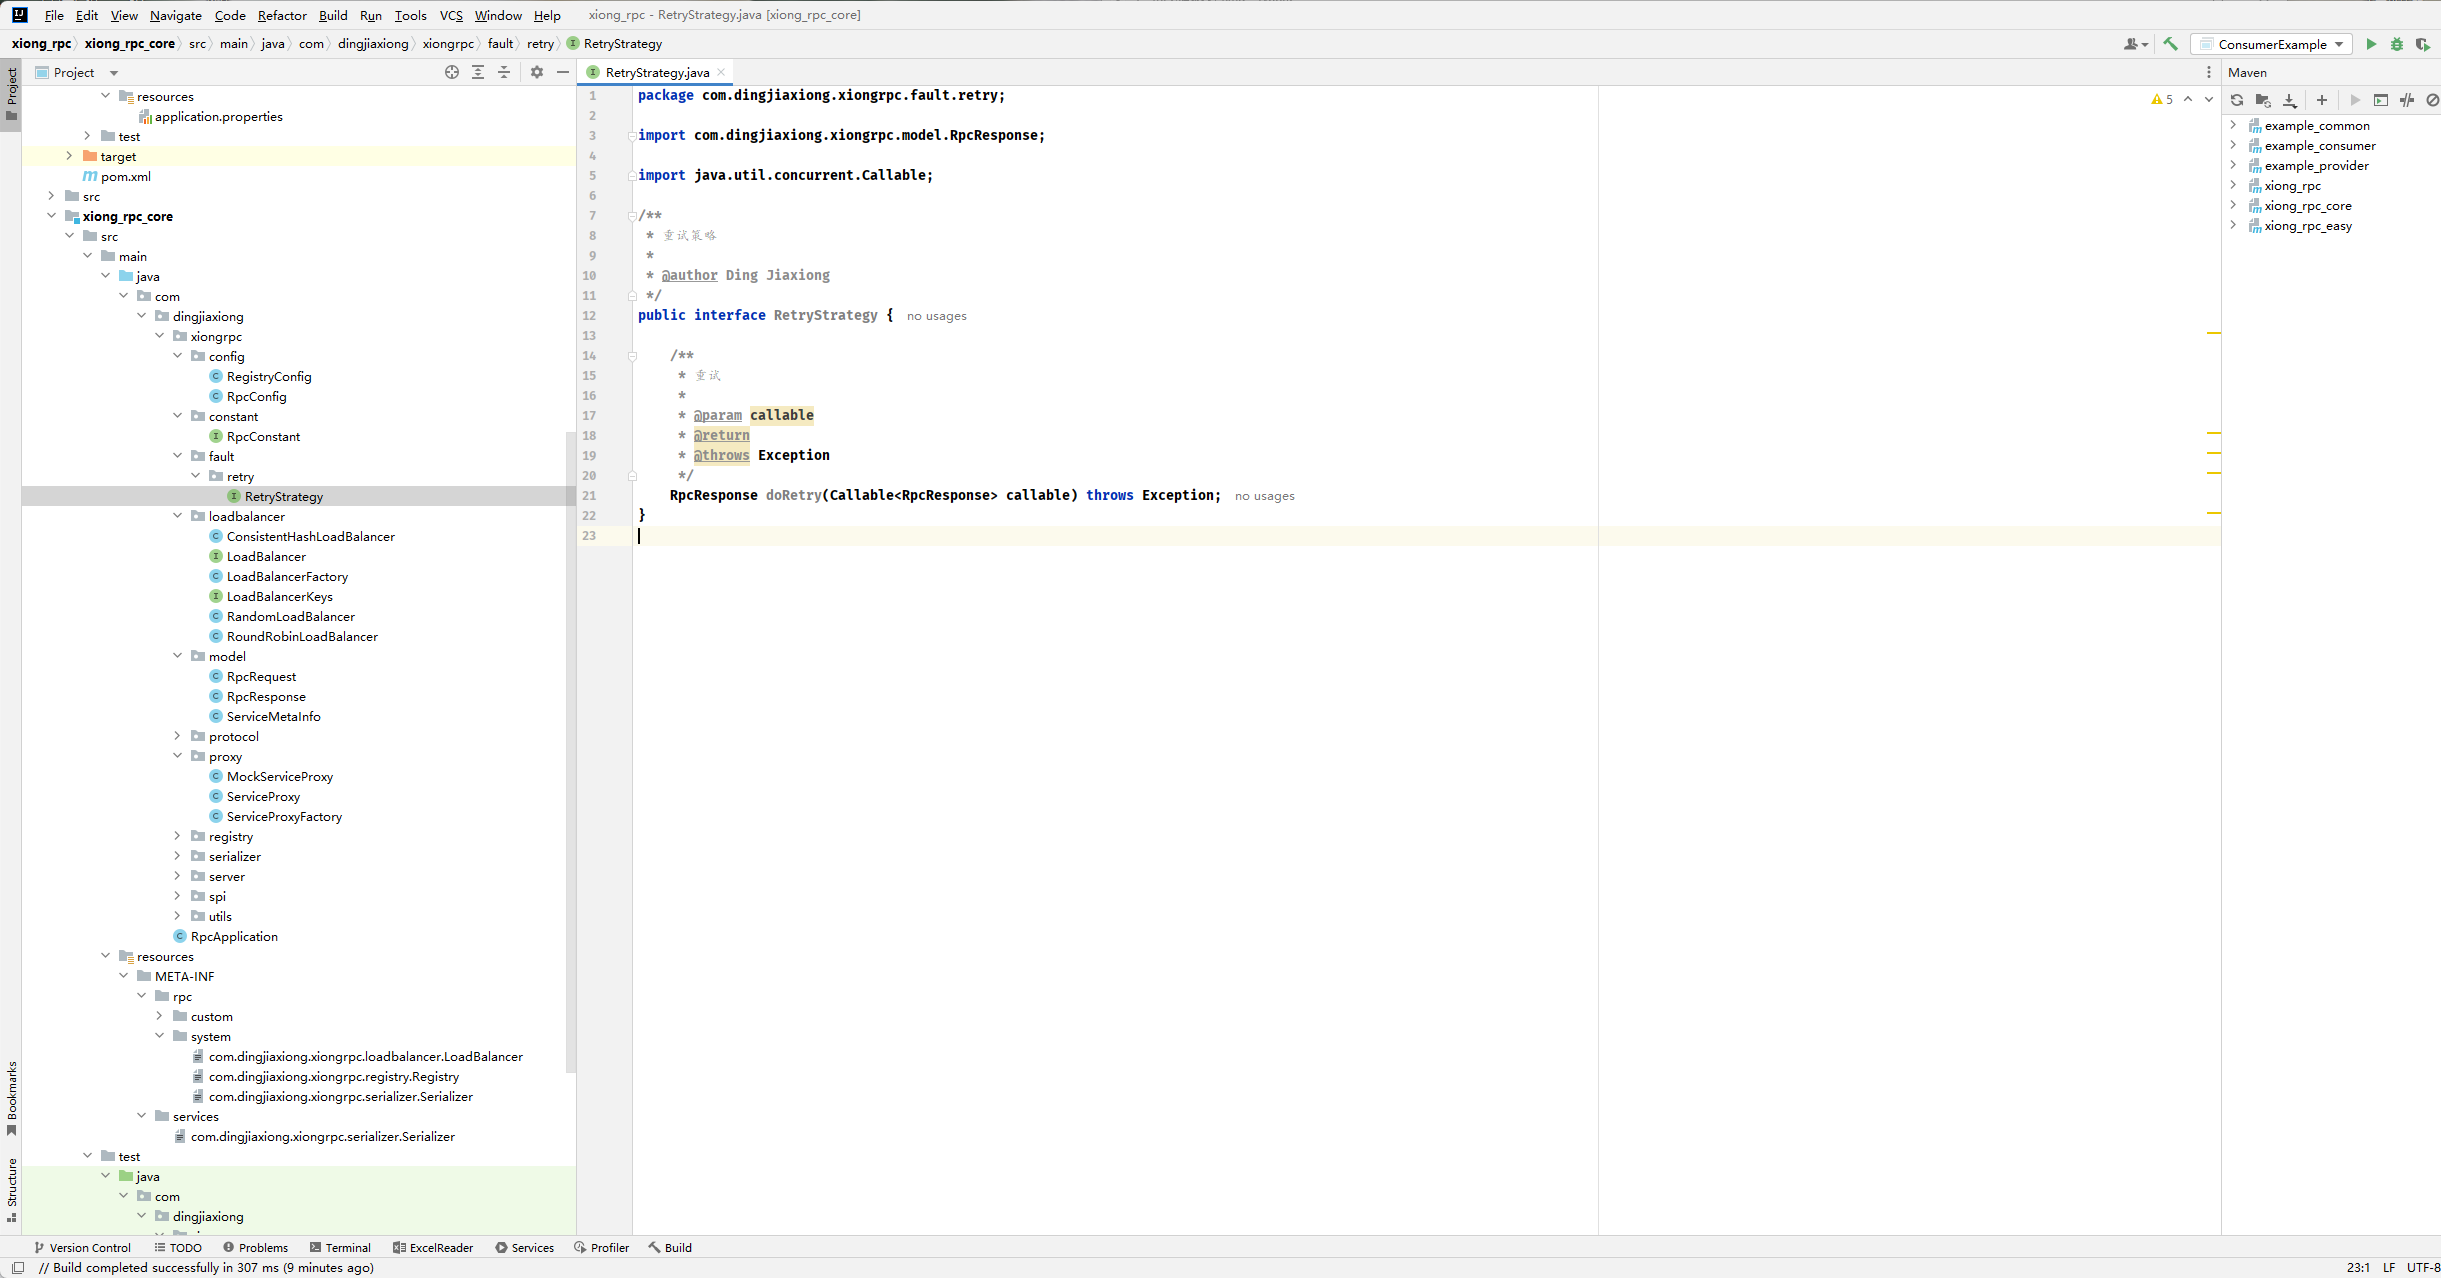 File Edit View Navigate Code Refactor Build Run Tools VCS Window Help xiong_rpc - RetryStrategy.java [xiong_rpc_core]
xiong_rpc xiong_rpc_core src main java com dingjiaxiong xiongrpc fault retry RetryStrategy ConsumerExample
Project
Project
resources
application.properties
test
target
pom.xml
src
xiong_rpc_core
src
main
java
com
dingjiaxiong
xiongrpc
config
RegistryConfig
RpcConfig
constant
RpcConstant
fault
retry
RetryStrategy
loadbalancer
ConsistentHashLoadBalancer
LoadBalancer
LoadBalancerFactory
LoadBalancerKeys
RandomLoadBalancer
RoundRobinLoadBalancer
model
RpcRequest
RpcResponse
ServiceMetaInfo
protocol
proxy
MockServiceProxy
ServiceProxy
ServiceProxyFactory
registry
serializer
server
spi
utils
RpcApplication
resources
META-INF
rpc
custom
system
com.dingjiaxiong.xiongrpc.loadbalancer.LoadBalancer
com.dingjiaxiong.xiongrpc.registry.Registry
com.dingjiaxiong.xiongrpc.serializer.Serializer
services
com.dingjiaxiong.xiongrpc.serializer.Serializer
test
java
com
dingjiaxiong
Bookmarks
Structure
RetryStrategy.java
5
1 package com.dingjiaxiong.xiongrpc.fault.retry;
2
3 import com.dingjiaxiong.xiongrpc.model.RpcResponse;
4
5 import java.util.concurrent.Callable;
6
7 /**
8 * 重试策略
9 *
10 * @author Ding Jiaxiong
11 */
12 public interface RetryStrategy { no usages
13
14 /**
15 * 重试
16 *
17 * @param callable
18 * @return
19 * @throws Exception
20 */
21 RpcResponse doRetry(Callable<RpcResponse> callable) throws Exception; no usages
22 }
23
Maven
example_common
example_consumer
example_provider
xiong_rpc
xiong_rpc_core
xiong_rpc_easy
Version Control TODO Problems Terminal ExcelReader Services Profiler Build
// Build completed successfully in 307 ms (9 minutes ago) 23:1 LF UTF-8